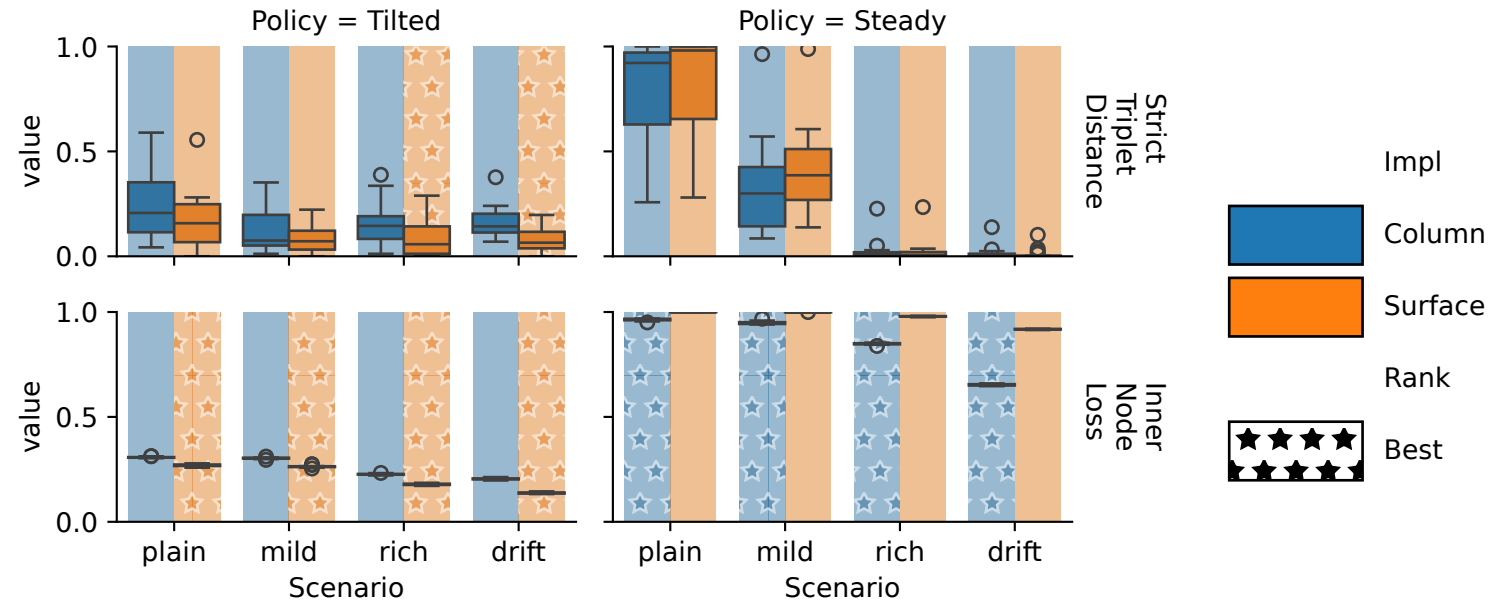 Policy = Tilted
Policy = Steady
1.0
0.5
0.0
value
Strict
Triplet
Distance
1.0
0.5
0.0
value
Inner
Node
Loss
plain
mild
rich
drift
Scenario
plain
mild
rich
drift
Scenario
Impl
Column
Surface
Rank
Best